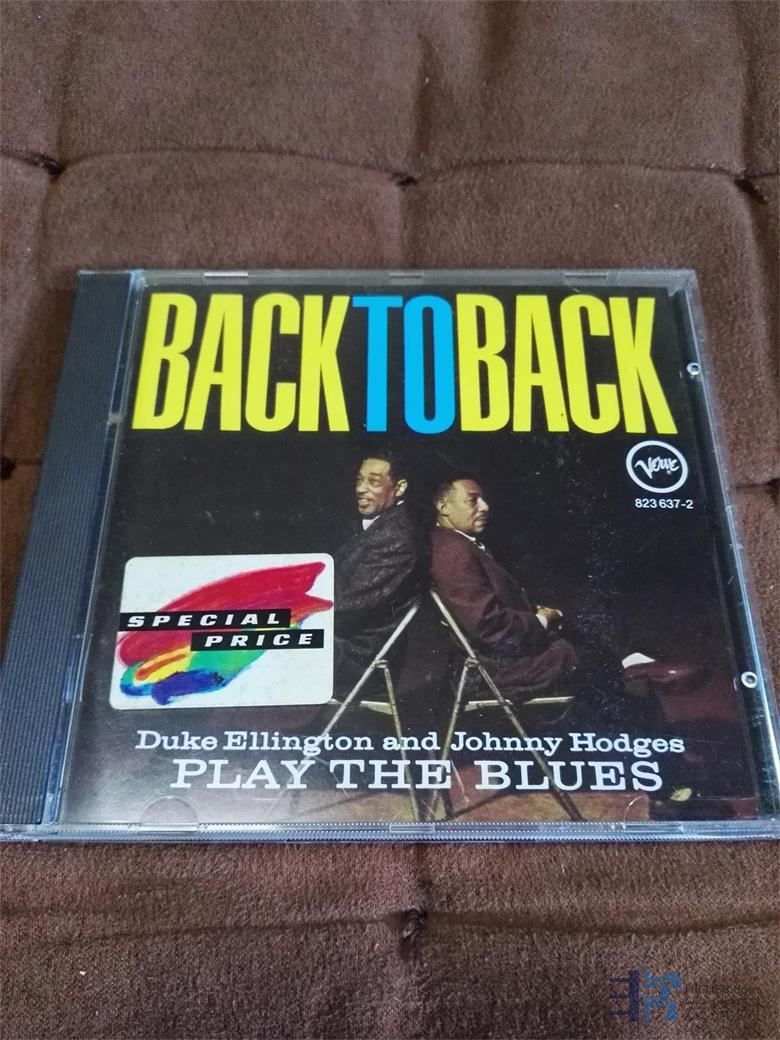 BACKTOBACK
Verve
823 637-2
SPECIAL
PRICE
Duke Ellington and Johnny Hodges
PLAY THE BLUES